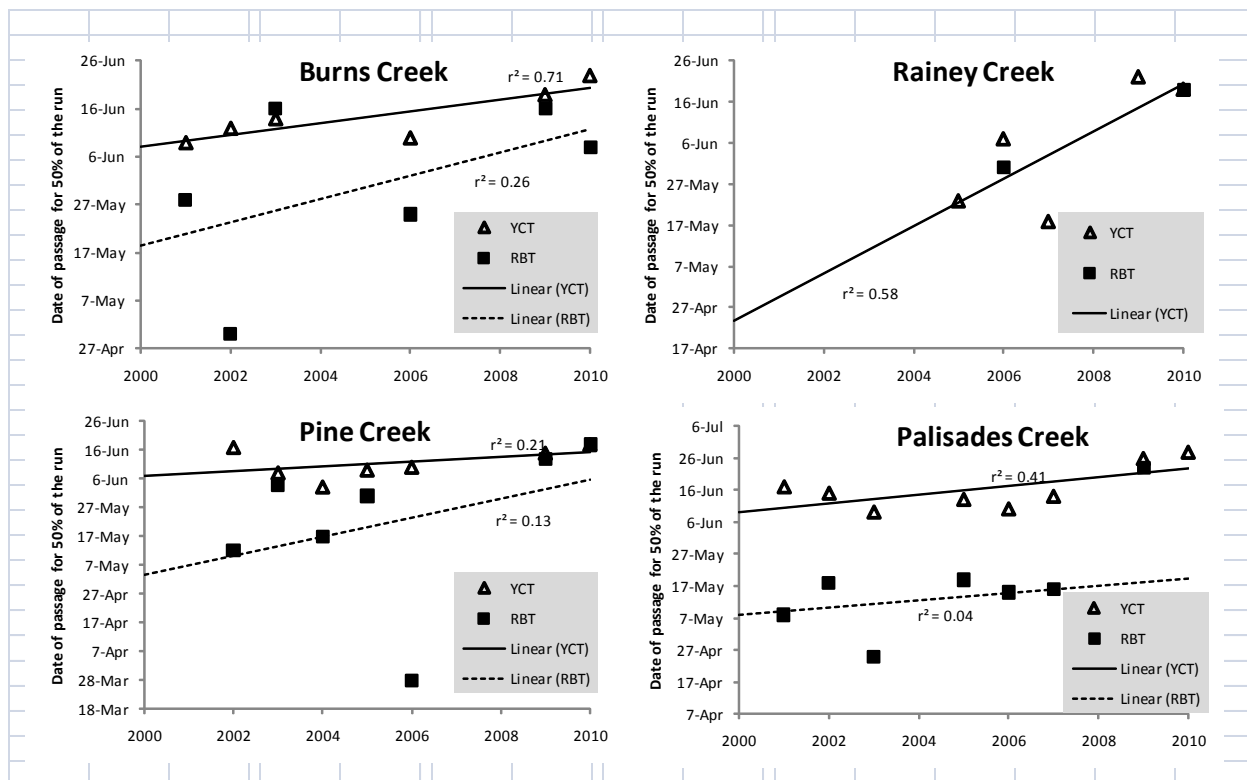 Burns Creek
r² = 0.71
r² = 0.26
Date of passage for 50% of the run
26-Jun
16-Jun
6-Jun
27-May
17-May
7-May
27-Apr
2000 2002 2004 2006 2008 2010
YCT
RBT
Linear (YCT)
Linear (RBT)
Rainey Creek
r² = 0.58
Date of passage for 50% of the run
26-Jun
16-Jun
6-Jun
27-May
17-May
7-May
27-Apr
17-Apr
2000 2002 2004 2006 2008 2010
YCT
RBT
Linear (YCT)
Pine Creek
r² = 0.21
r² = 0.13
Date of passage for 50% of the run
26-Jun
16-Jun
6-Jun
27-May
17-May
7-May
27-Apr
17-Apr
7-Apr
28-Mar
18-Mar
2000 2002 2004 2006 2008 2010
YCT
RBT
Linear (YCT)
Linear (RBT)
Palisades Creek
r² = 0.41
r² = 0.04
Date of passage for 50% of the run
6-Jul
26-Jun
16-Jun
6-Jun
27-May
17-May
7-May
27-Apr
17-Apr
7-Apr
2000 2002 2004 2006 2008 2010
YCT
RBT
Linear (YCT)
Linear (RBT)